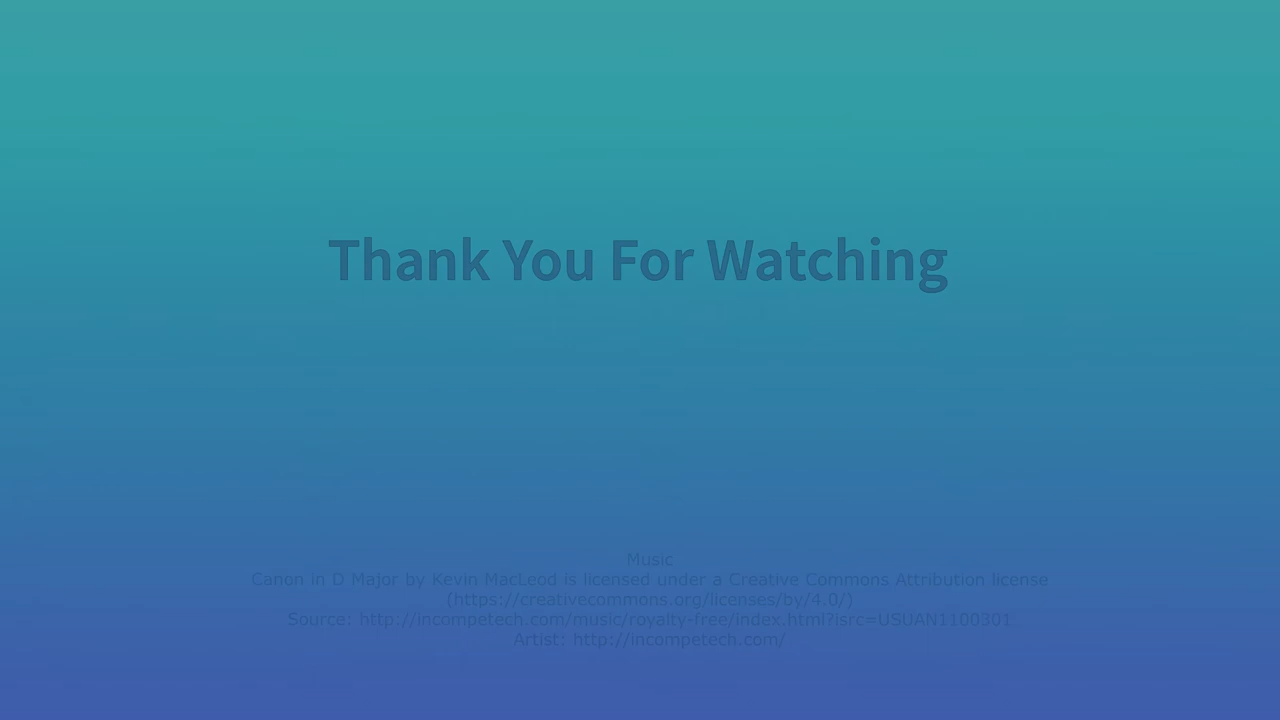 Thank You For Watching
Music
Canon in D Major by Kevin MacLeod is licensed under a Creative Commons Attribution license
(https://creativecommons.org/licenses/by/4.0/)
Source: http://incompetech.com/music/royalty-free/index.html?isrc=USUAN1100301
Artist: http://incompetech.com/